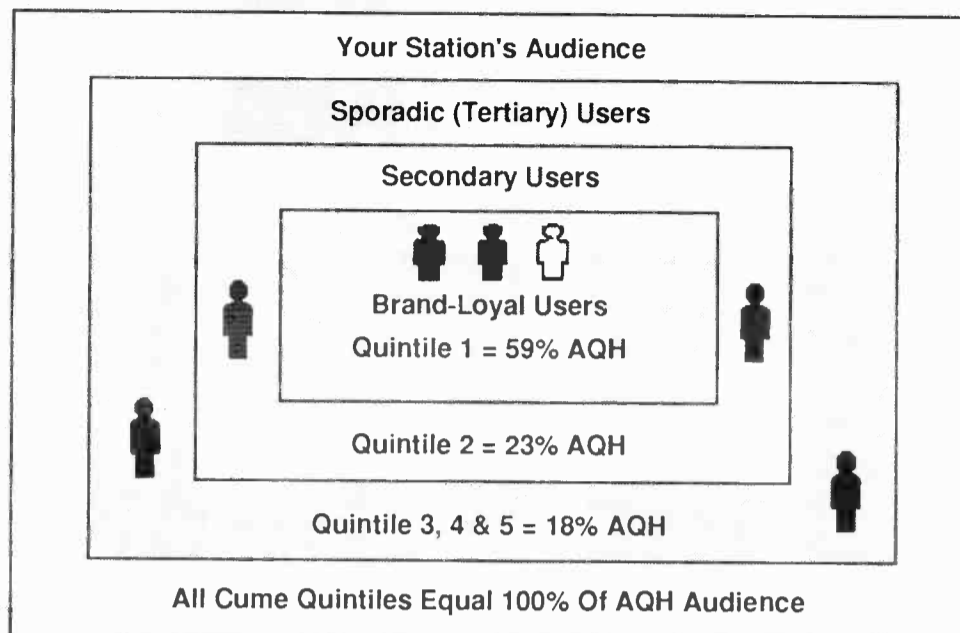 Your Station's Audience
Sporadic (Tertiary) Users
Secondary Users
Brand-Loyal Users
Quintile 1 = 59% AQH
Quintile 2 = 23% AQH
Quintile 3, 4 & 5 = 18% AQH
All Cume Quintiles Equal 100% Of AQH Audience